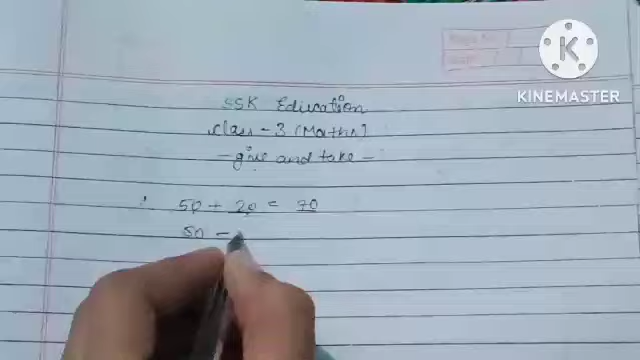 KINEMASTER
SSK Education
class - 3 (Maths)
- give and take -
50 + 20 = 70
50 -